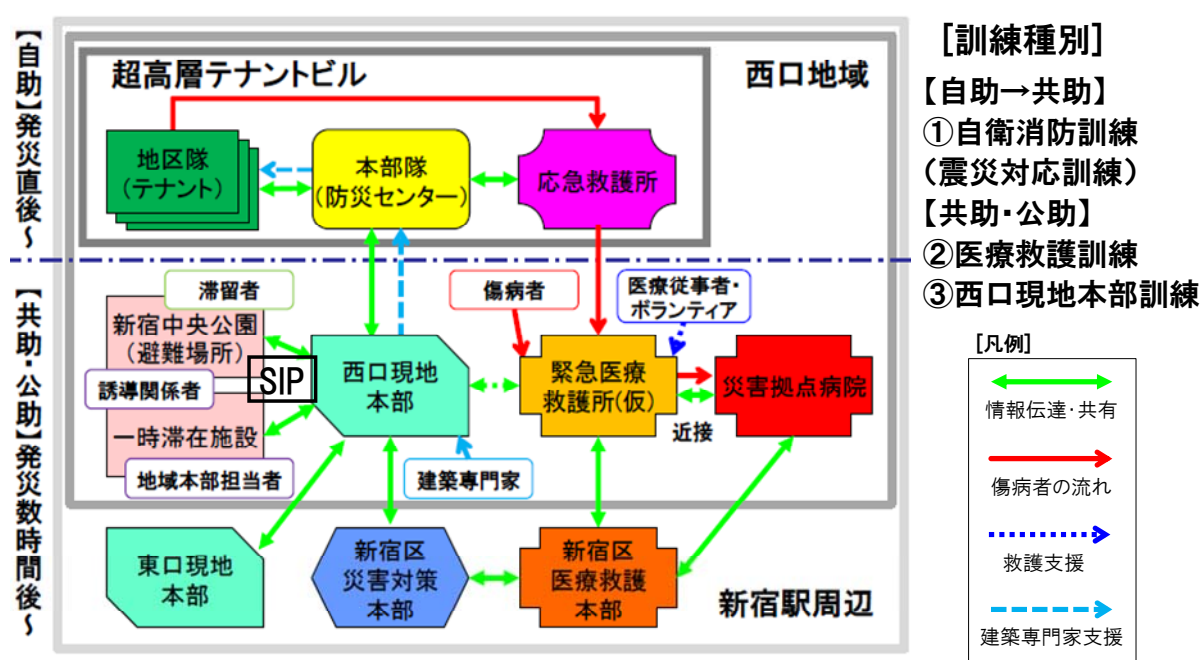 【自助】発災直後～
【共助・公助】発災数時間後～
超高層テナントビル
西口地域
地区隊
（テナント）
本部隊
（防災センター）
応急救護所
滞留者
傷病者
医療従事者・
ボランティア
新宿中央公園
（避難場所）
誘導関係者
SIP
一時滞在施設
地域本部担当者
西口現地
本部
建築専門家
緊急医療
救護所(仮)
災害拠点病院
近接
東口現地
本部
新宿区
災害対策
本部
新宿区
医療救護
本部
新宿駅周辺
［訓練種別］
【自助→共助】
①自衛消防訓練
（震災対応訓練）
【共助・公助】
②医療救護訓練
③西口現地本部訓練
［凡例］
情報伝達・共有
傷病者の流れ
救護支援
建築専門家支援